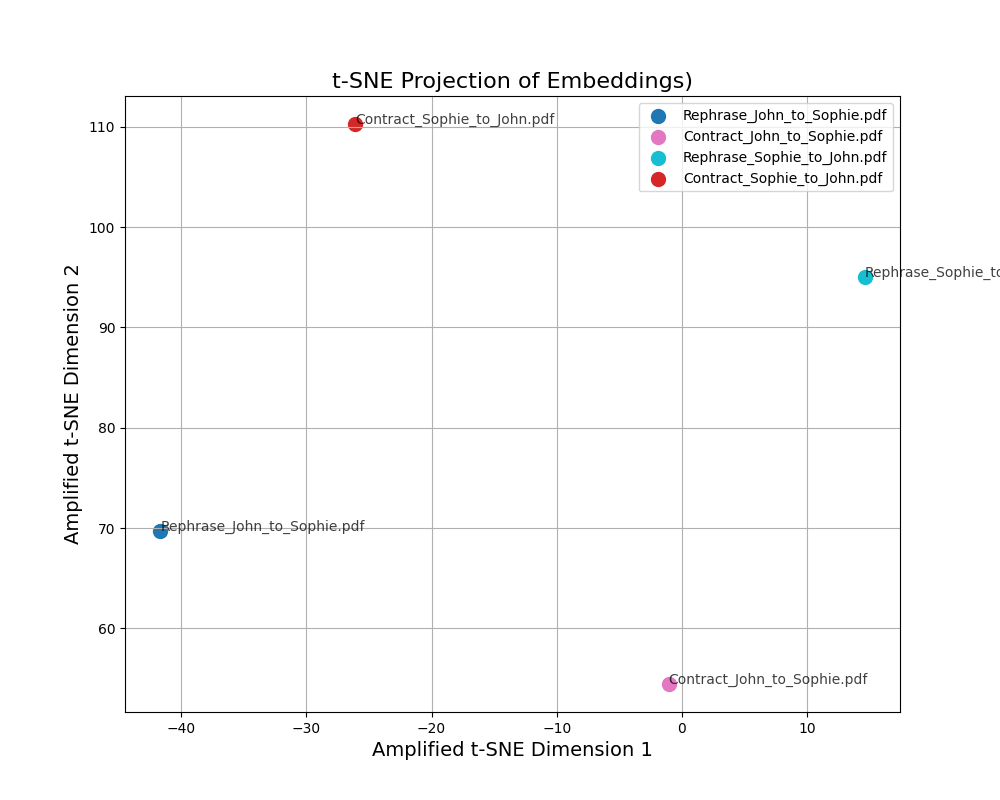 t-SNE Projection of Embeddings)
Contract_Sophie_to_John.pdf
Rephrase_John_to_Sophie.pdf
Contract_John_to_Sophie.pdf
Rephrase_Sophie_to_John.pdf
Contract_Sophie_to_John.pdf
Rephrase_Sophie_to
Rephrase_John_to_Sophie.pdf
Contract_John_to_Sophie.pdf
110
100
90
80
70
60
Amplified t-SNE Dimension 2
−40
−30
−20
−10
0
10
Amplified t-SNE Dimension 1